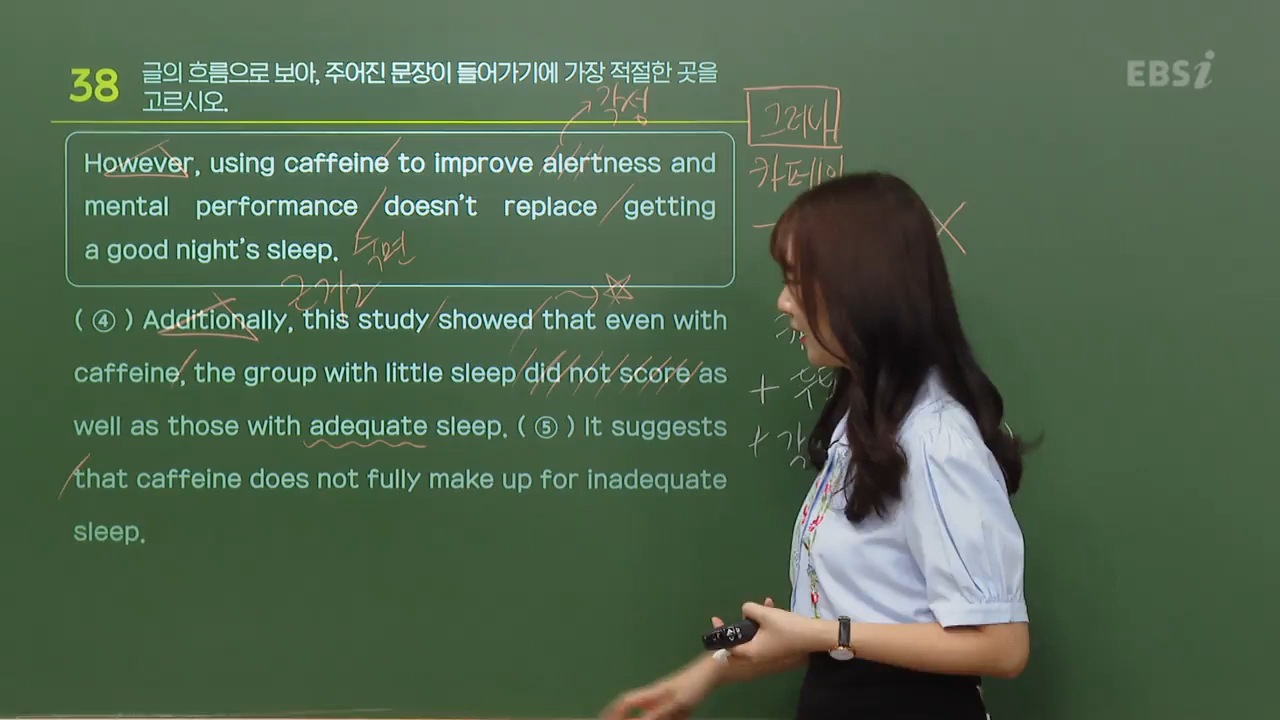 38 글의 흐름으로 보아, 주어진 문장이 들어가기에 가장 적절한 곳을
고르시오.
EBSi
각성
그러나
However, using caffeine to improve alertness and
카페인
mental performance doesn't replace getting
a good night's sleep.
수면
근거2
( ④ ) Additionally, this study showed that even with
caffeine, the group with little sleep did not score as
well as those with adequate sleep. ( ⑤ ) It suggests
that caffeine does not fully make up for inadequate
sleep.